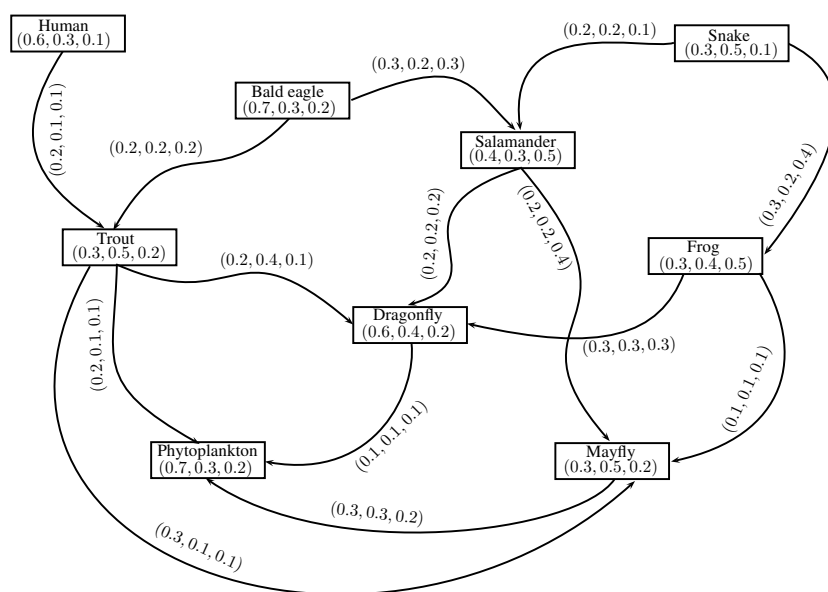 Human
(0.6, 0.3, 0.1)
Snake
(0.3, 0.5, 0.1)
(0.2, 0.2, 0.1)
(0.3, 0.2, 0.3)
Bald eagle
(0.7, 0.3, 0.2)
(0.2, 0.1, 0.1)
(0.2, 0.2, 0.2)
Salamander
(0.4, 0.3, 0.5)
(0.3, 0.2, 0.4)
Trout
(0.3, 0.5, 0.2)
(0.2, 0.4, 0.1)
(0.2, 0.2, 0.2)
(0.2, 0.2, 0.4)
Frog
(0.3, 0.4, 0.5)
Dragonfly
(0.6, 0.4, 0.2)
(0.3, 0.3, 0.3)
(0.2, 0.1, 0.1)
(0.1, 0.1, 0.1)
(0.1, 0.1, 0.1)
Phytoplankton
(0.7, 0.3, 0.2)
Mayfly
(0.3, 0.5, 0.2)
(0.3, 0.3, 0.2)
(0.3, 0.1, 0.1)